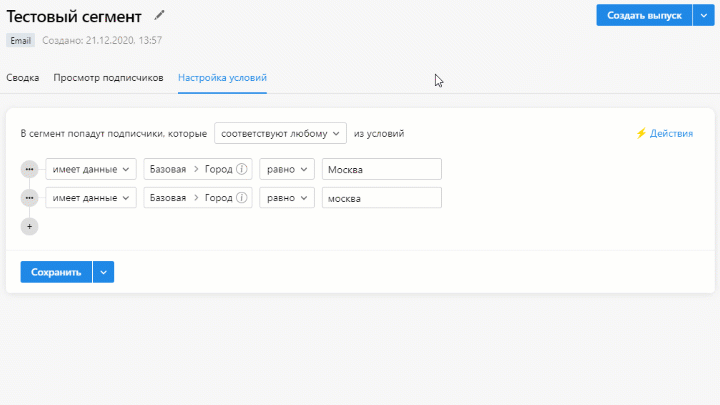 Тестовый сегмент
Создать выпуск
Email Создано: 21.12.2020. 13:57
Сводка Просмотр подписчиков Настройка условий
В сегмент попадут подписчики, которые соответствуют любому из условий Действия
имеет данные Базовая > Город равно Москва
имеет данные Базовая > Город равно москва
Сохранить